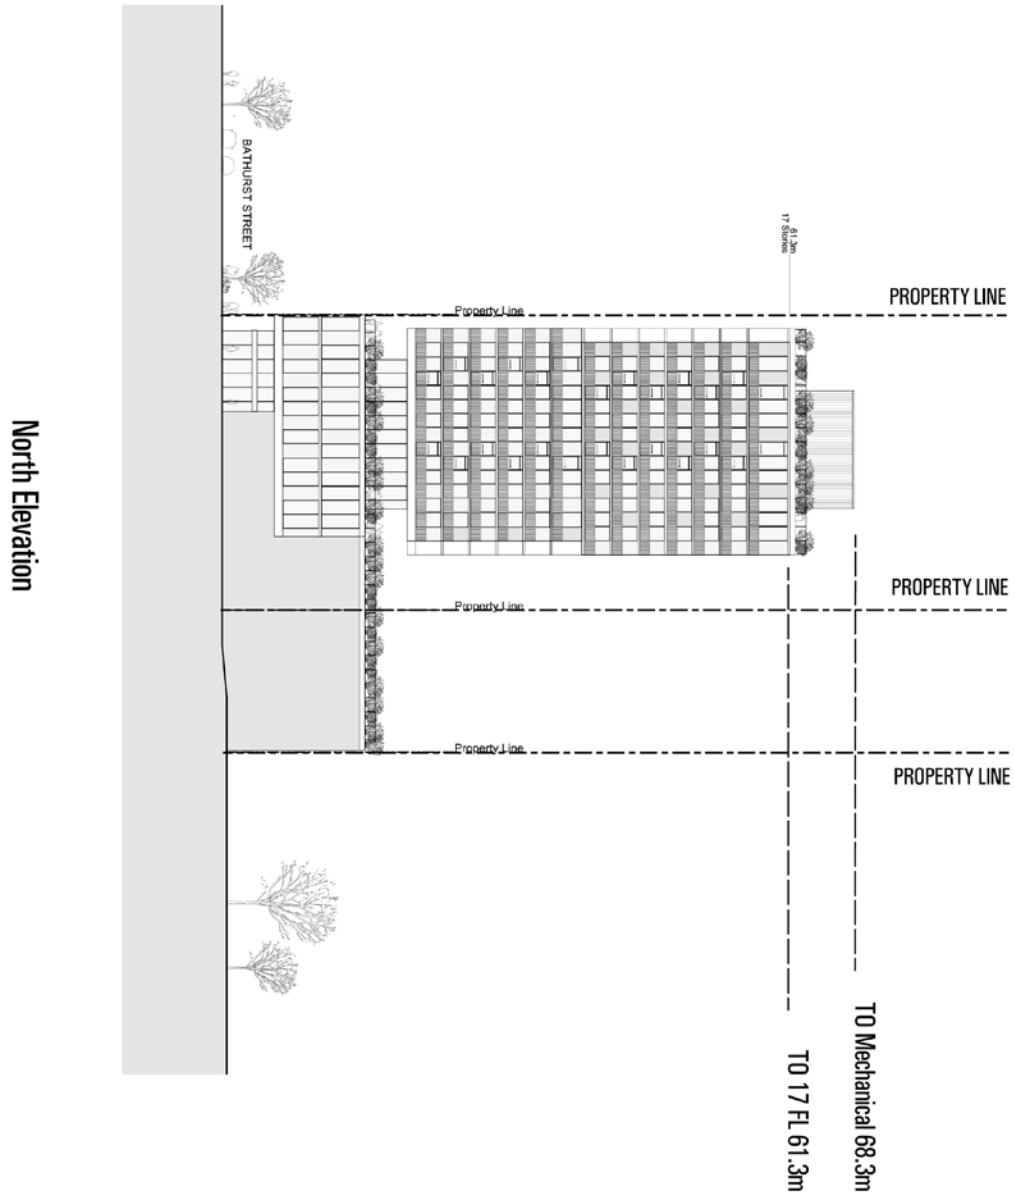 BATHURST STREET
61.3m
17 Stories
Property Line
PROPERTY LINE
Property Line
PROPERTY LINE
Property Line
PROPERTY LINE
TO Mechanical 68.3m
TO 17 FL 61.3m
North Elevation